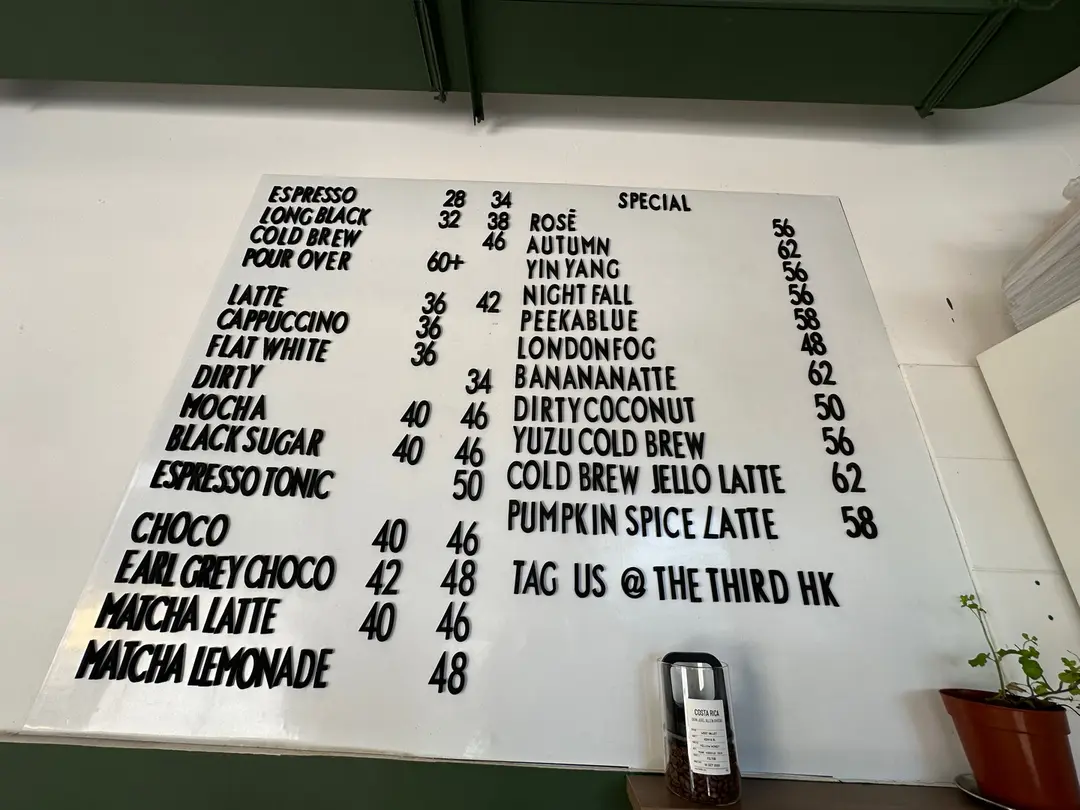 ESPRESSO 28 34
LONG BLACK 32 38
COLD BREW 46
POUR OVER 60+
LATTE 36 42
CAPPUCCINO 36
FLAT WHITE 36
DIRTY 34
MOCHA 40 46
BLACK SUGAR 40 46
ESPRESSO TONIC 50
CHOCO 40 46
EARL GREY CHOCO 42 48
MATCHA LATTE 40 46
MATCHA LEMONADE 48
SPECIAL
ROSĒ 56
AUTUMN 62
YIN YANG 56
NIGHT FALL 56
PEEKABLUE 58
LONDONFOG 48
BANANANATTE 62
DIRTY COCONUT 50
YUZU COLD BREW 56
COLD BREW JELLO LATTE 62
PUMPKIN SPICE LATTE 58
TAG US @ THE THIRD HK
COSTA RICA